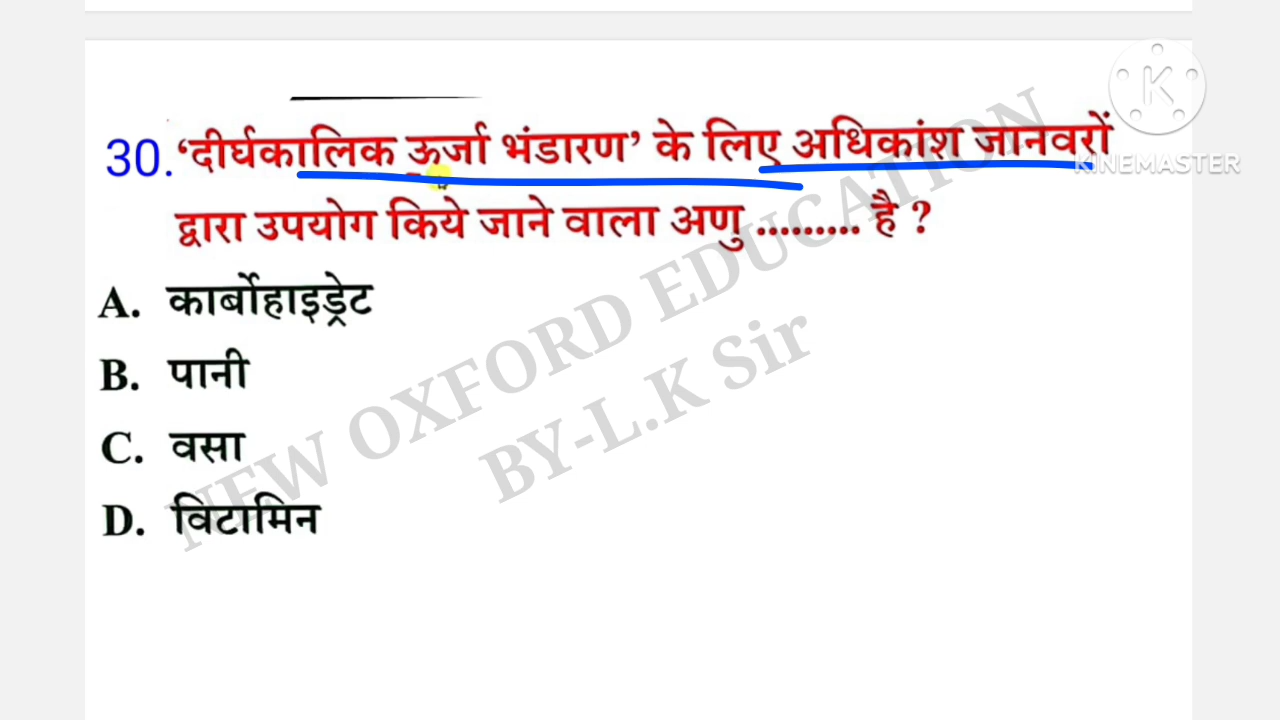 KINEMASTER
30. ‘दीर्घकालिक ऊर्जा भंडारण’ के लिए अधिकांश जानवरों
द्वारा उपयोग किये जाने वाला अणु ......... है ?
A. कार्बोहाइड्रेट
B. पानी
C. वसा
D. विटामिन
NEW OXFORD EDUCATION
BY-L.K Sir